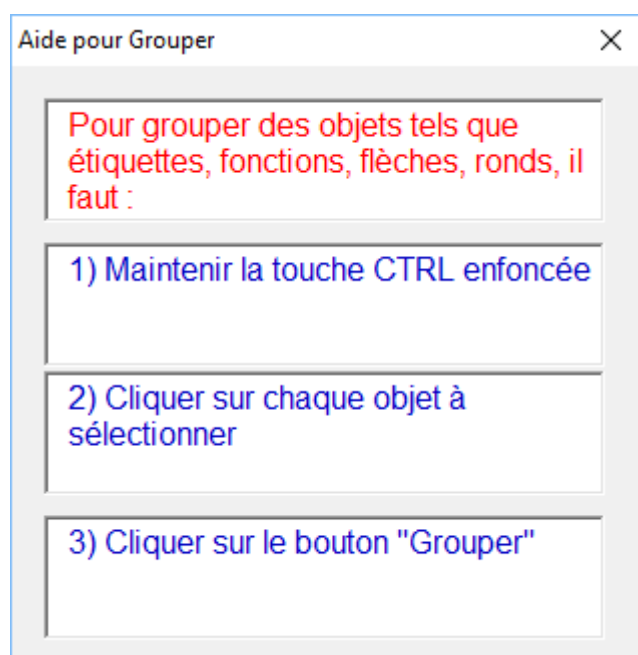 Aide pour Grouper
Pour grouper des objets tels que
étiquettes, fonctions, flèches, ronds, il
faut :
1) Maintenir la touche CTRL enfoncée
2) Cliquer sur chaque objet à
sélectionner
3) Cliquer sur le bouton "Grouper"